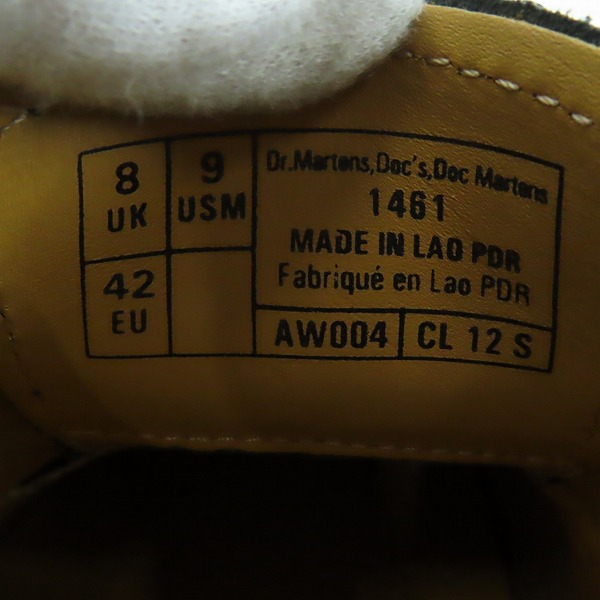 8 UK
9 USM
42 EU
Dr.Martens,Doc's,Doc Martens
1461
MADE IN LAO PDR
Fabriqué en Lao PDR
AW004
CL 12 S